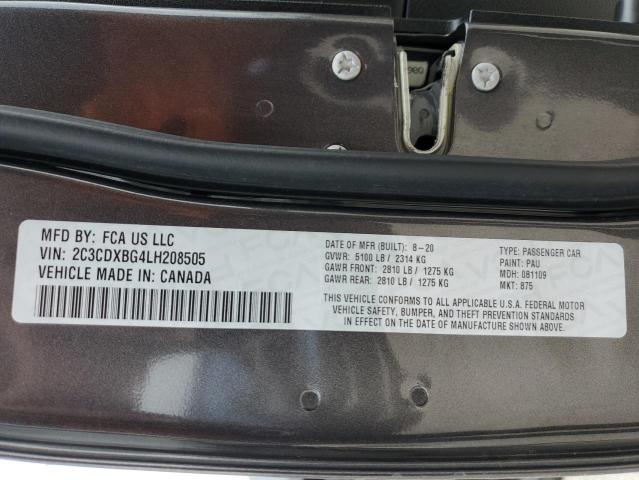 MFD BY: FCA US LLC
VIN: 2C3CDXBG4LH208505
VEHICLE MADE IN: CANADA
DATE OF MFR (BUILT): 8-20
GVWR: 5100 LB / 2314 KG
GAWR FRONT: 2810 LB / 1275 KG
GAWR REAR: 2810 LB / 1275 KG
TYPE: PASSENGER CAR
PAINT: PAU
MDH: 081109
MKT: 875
THIS VEHICLE CONFORMS TO ALL APPLICABLE U.S.A. FEDERAL MOTOR
VEHICLE SAFETY, BUMPER, AND THEFT PREVENTION STANDARDS
IN EFFECT ON THE DATE OF MANUFACTURE SHOWN ABOVE.